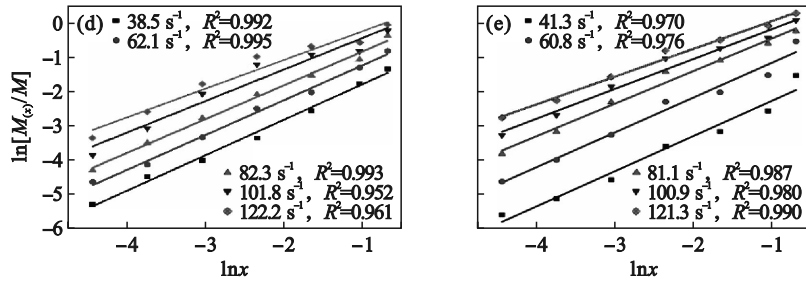 (d)
38.5 s⁻¹, R²=0.992
62.1 s⁻¹, R²=0.995
82.3 s⁻¹, R²=0.993
101.8 s⁻¹, R²=0.952
122.2 s⁻¹, R²=0.961
ln[M(x)/M]
0
−1
−2
−3
−4
−5
−6
−4
−3
−2
−1
lnx
(e)
41.3 s⁻¹, R²=0.970
60.8 s⁻¹, R²=0.976
81.1 s⁻¹, R²=0.987
100.9 s⁻¹, R²=0.980
121.3 s⁻¹, R²=0.990
−4
−3
−2
−1
lnx